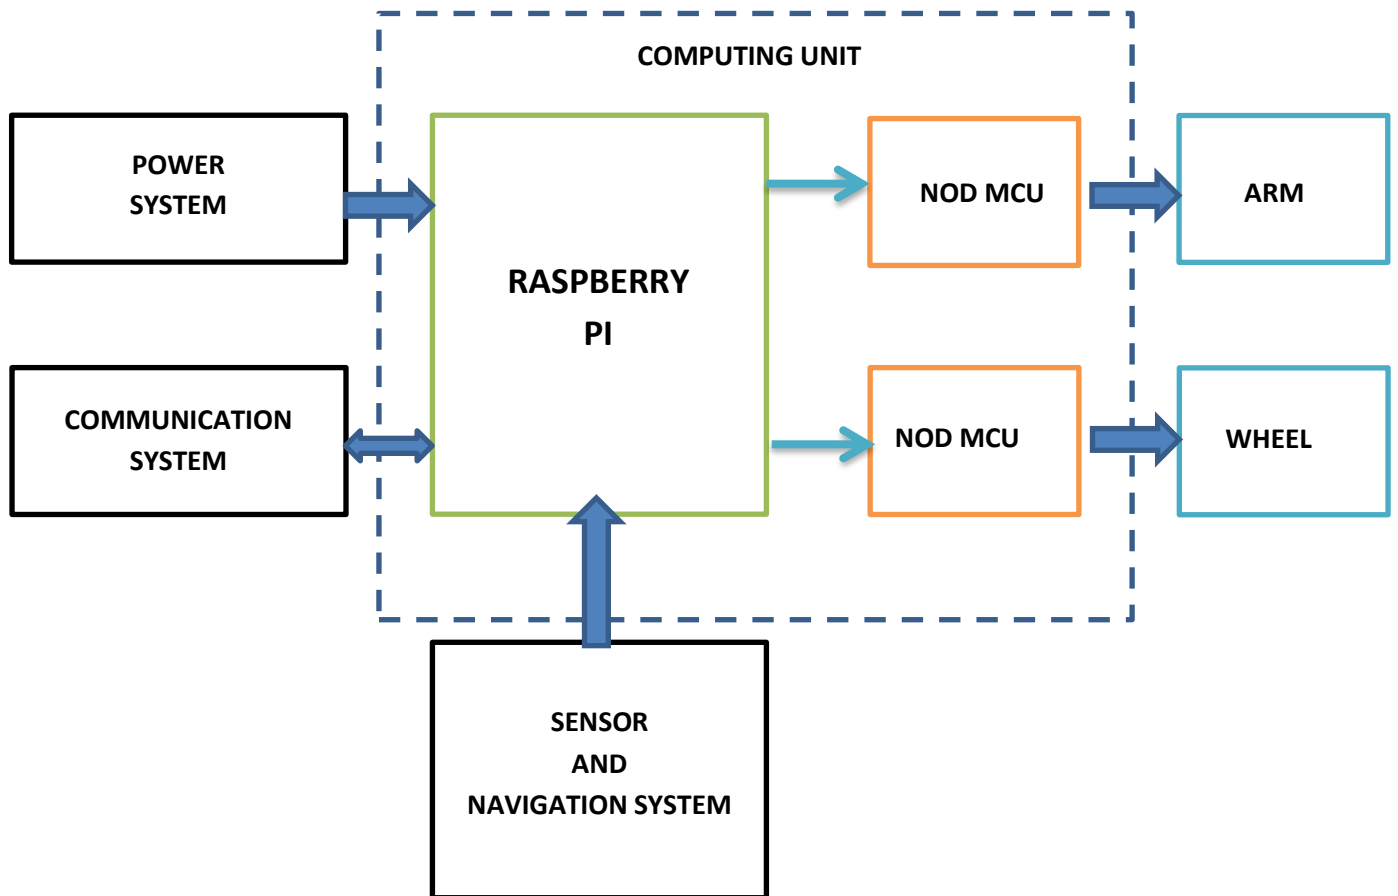 COMPUTING UNIT
POWER
SYSTEM
RASPBERRY
PI
NOD MCU
ARM
COMMUNICATION
SYSTEM
NOD MCU
WHEEL
SENSOR
AND
NAVIGATION SYSTEM